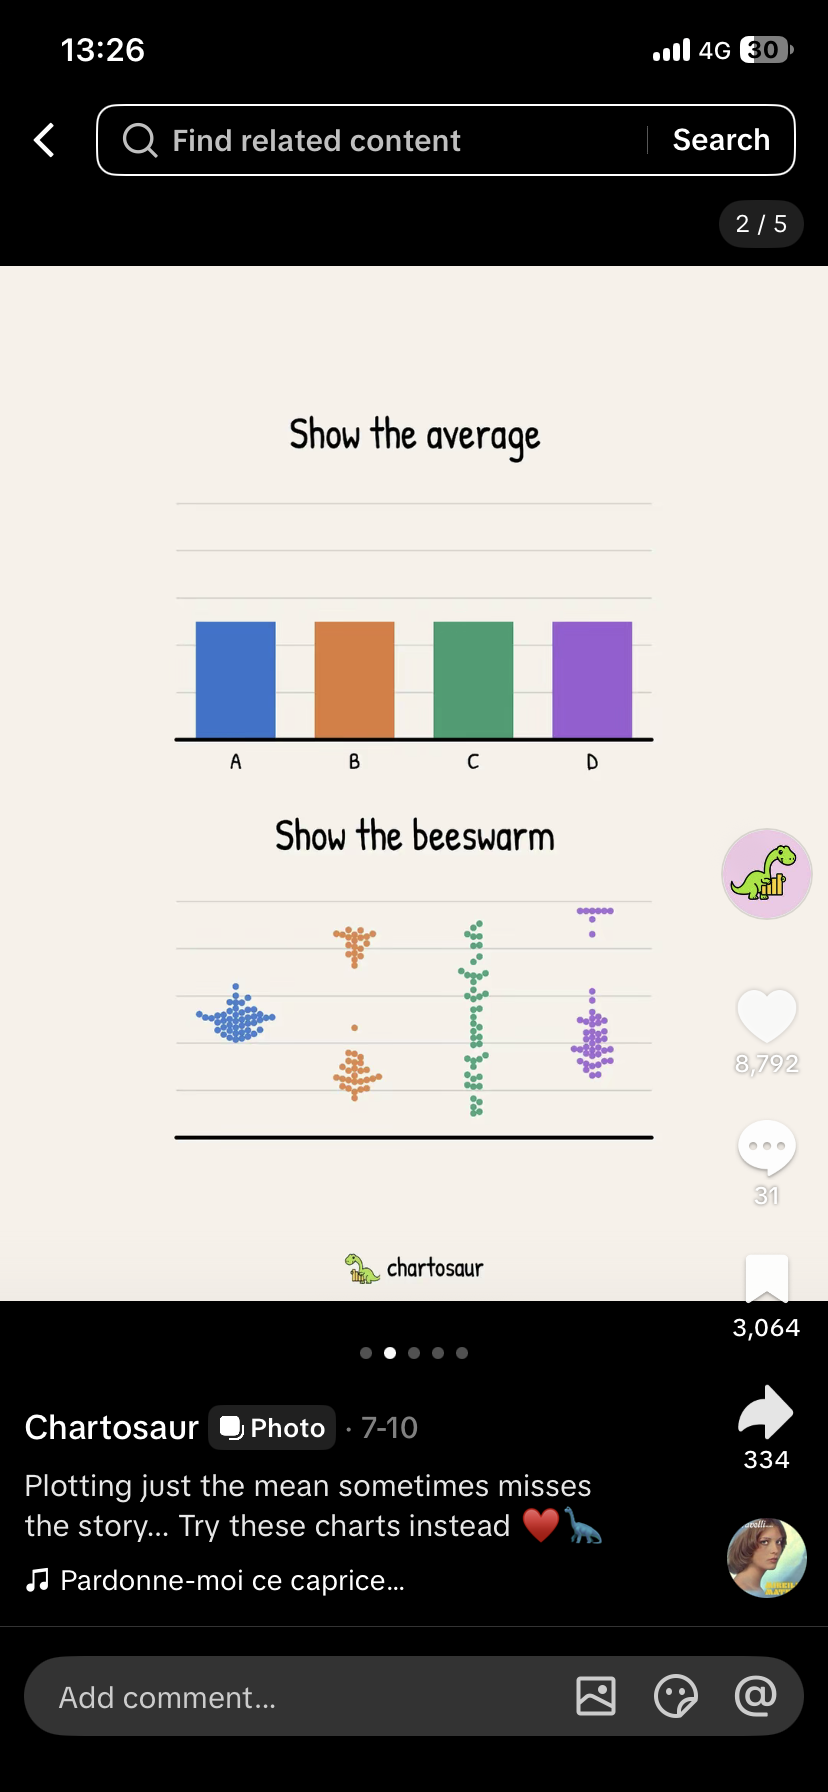 13:26
4G 30
Find related content
Search
2 / 5
Show the average
A B C D
Show the beeswarm
8,792
31
chartosaur
3,064
Chartosaur Photo · 7-10
334
Plotting just the mean sometimes misses
the story... Try these charts instead ❤️🦕
Pardonne-moi ce caprice...
Add comment...